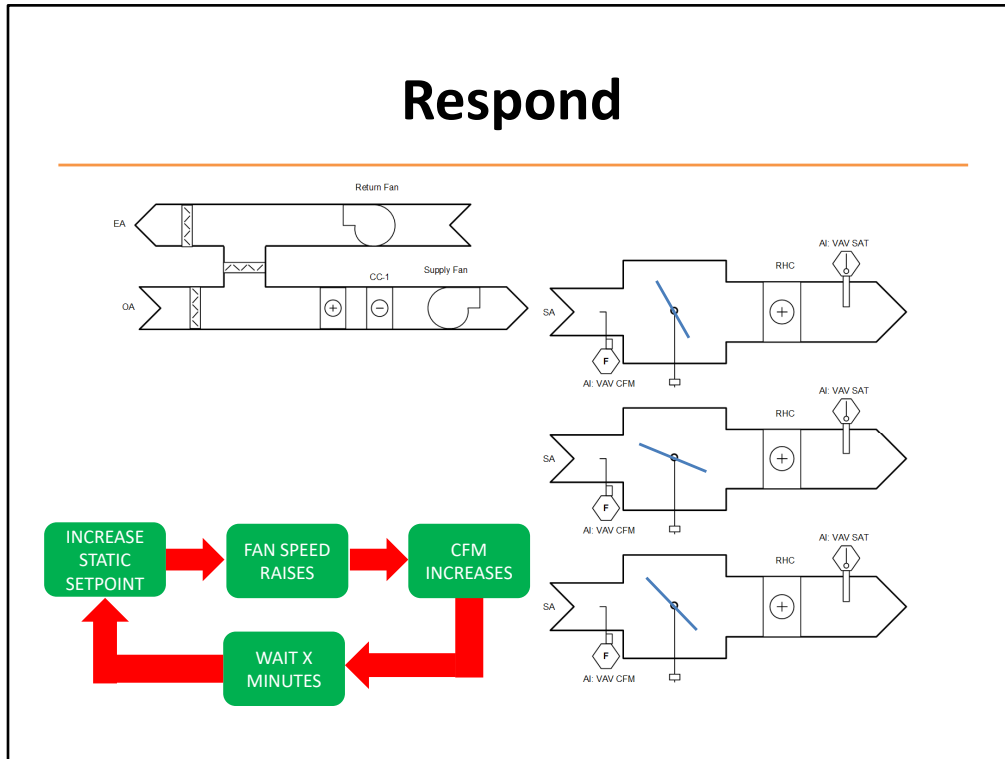 Respond
Return Fan
EA
CC-1
Supply Fan
OA
AI: VAV SAT
RHC
SA
F
AI: VAV CFM
AI: VAV SAT
RHC
SA
F
AI: VAV CFM
AI: VAV SAT
RHC
SA
F
AI: VAV CFM
INCREASE
STATIC
SETPOINT
FAN SPEED
RAISES
CFM
INCREASES
WAIT X
MINUTES